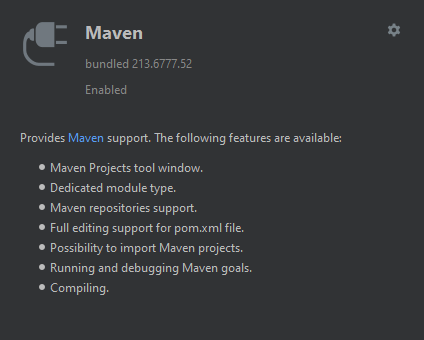 Maven
bundled 213.6777.52
Enabled
Provides Maven support. The following features are available:
• Maven Projects tool window.
• Dedicated module type.
• Maven repositories support.
• Full editing support for pom.xml file.
• Possibility to import Maven projects.
• Running and debugging Maven goals.
• Compiling.